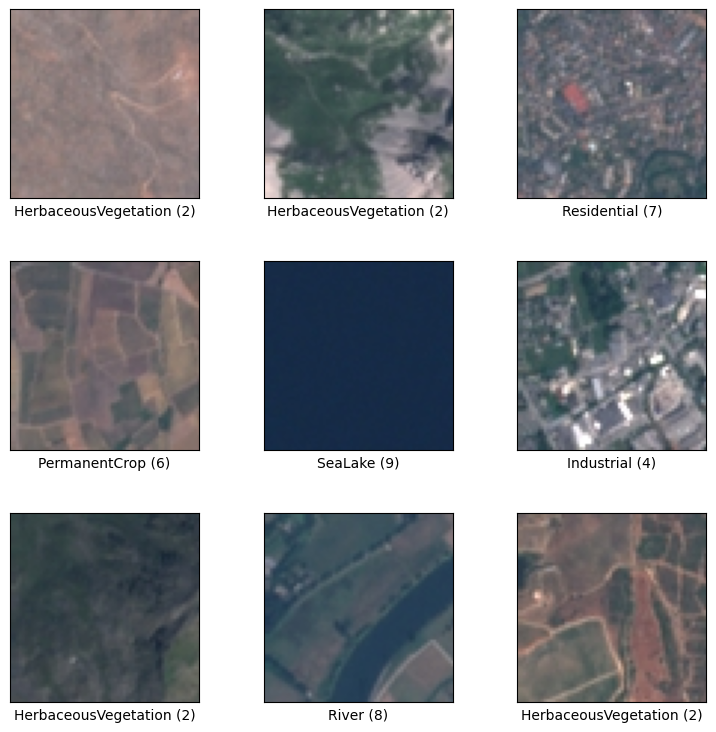 HerbaceousVegetation (2)
HerbaceousVegetation (2)
Residential (7)
PermanentCrop (6)
SeaLake (9)
Industrial (4)
HerbaceousVegetation (2)
River (8)
HerbaceousVegetation (2)